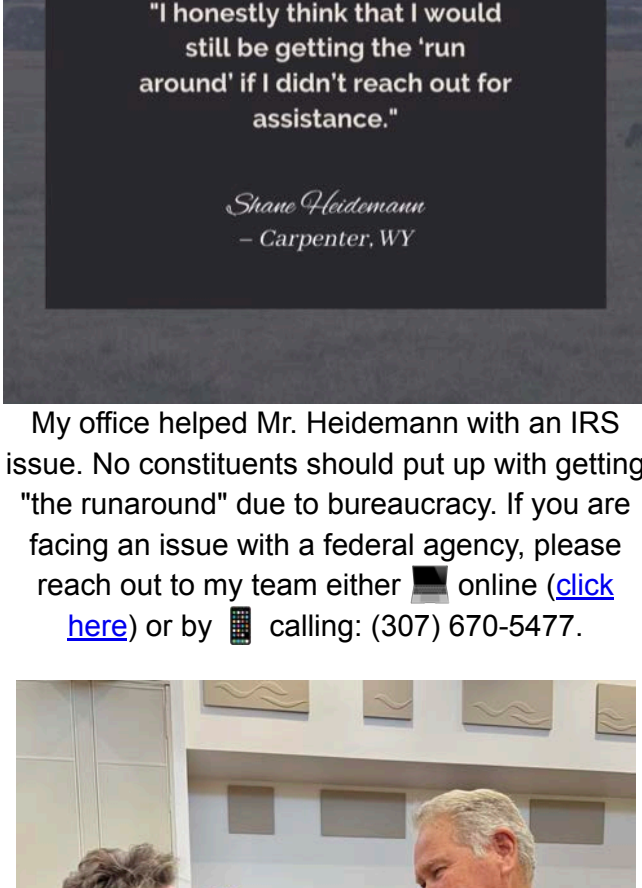 "I honestly think that I would
still be getting the ‘run
around’ if I didn’t reach out for
assistance."
Shane Heidemann
– Carpenter, WY
My office helped Mr. Heidemann with an IRS
issue. No constituents should put up with getting
"the runaround" due to bureaucracy. If you are
facing an issue with a federal agency, please
reach out to my team either 💻 online (click
here) or by 📱 calling: (307) 670-5477.